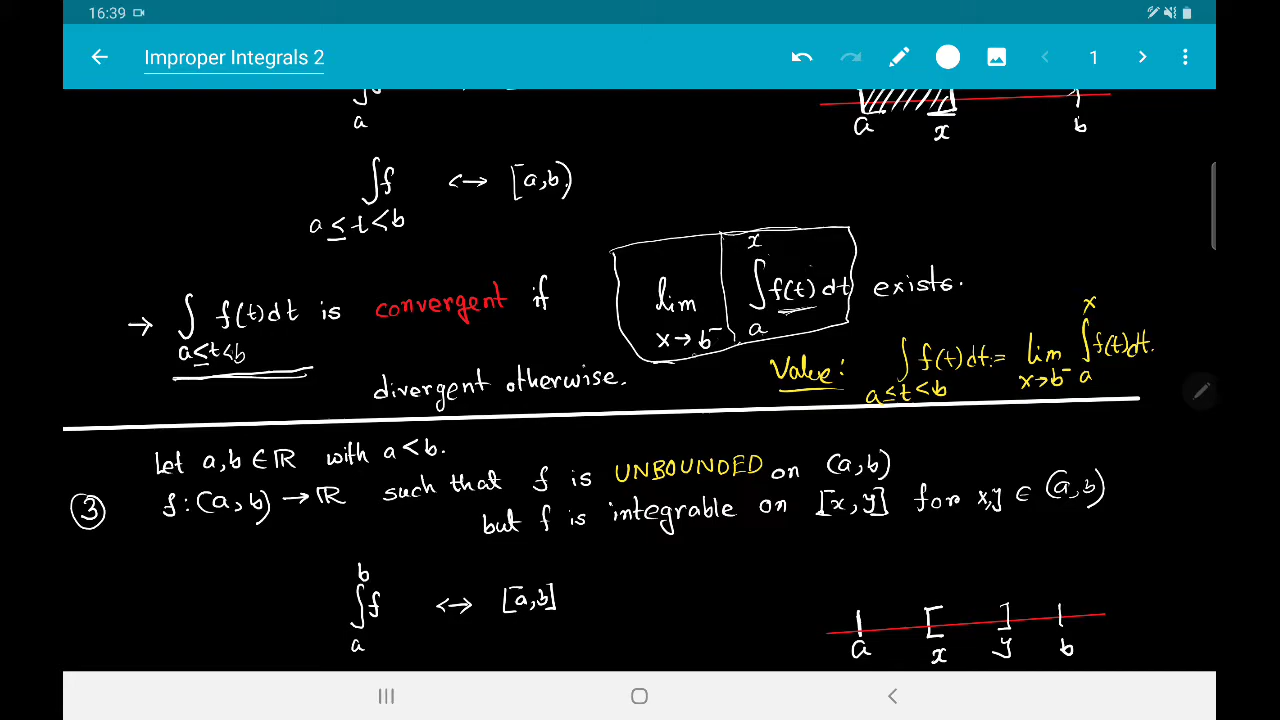 16:39
Improper Integrals 2
1
a
a x b
∫f ↔ [a,b)
a ≤ t < b
→ ∫ f(t)dt is convergent if lim ∫ f(t) dt exists.
a≤t<b x→b⁻ a x
divergent otherwise.
Value: ∫ f(t)dt = lim ∫ f(t)dt.
a≤t<b x→b⁻ a x
Let a,b ∈ ℝ with a<b.
③ f:(a,b) → ℝ such that f is UNBOUNDED on (a,b)
but f is integrable on [x,y] for x,y ∈ (a,b)
b
∫f ↔ [a,b]
a
a x y b